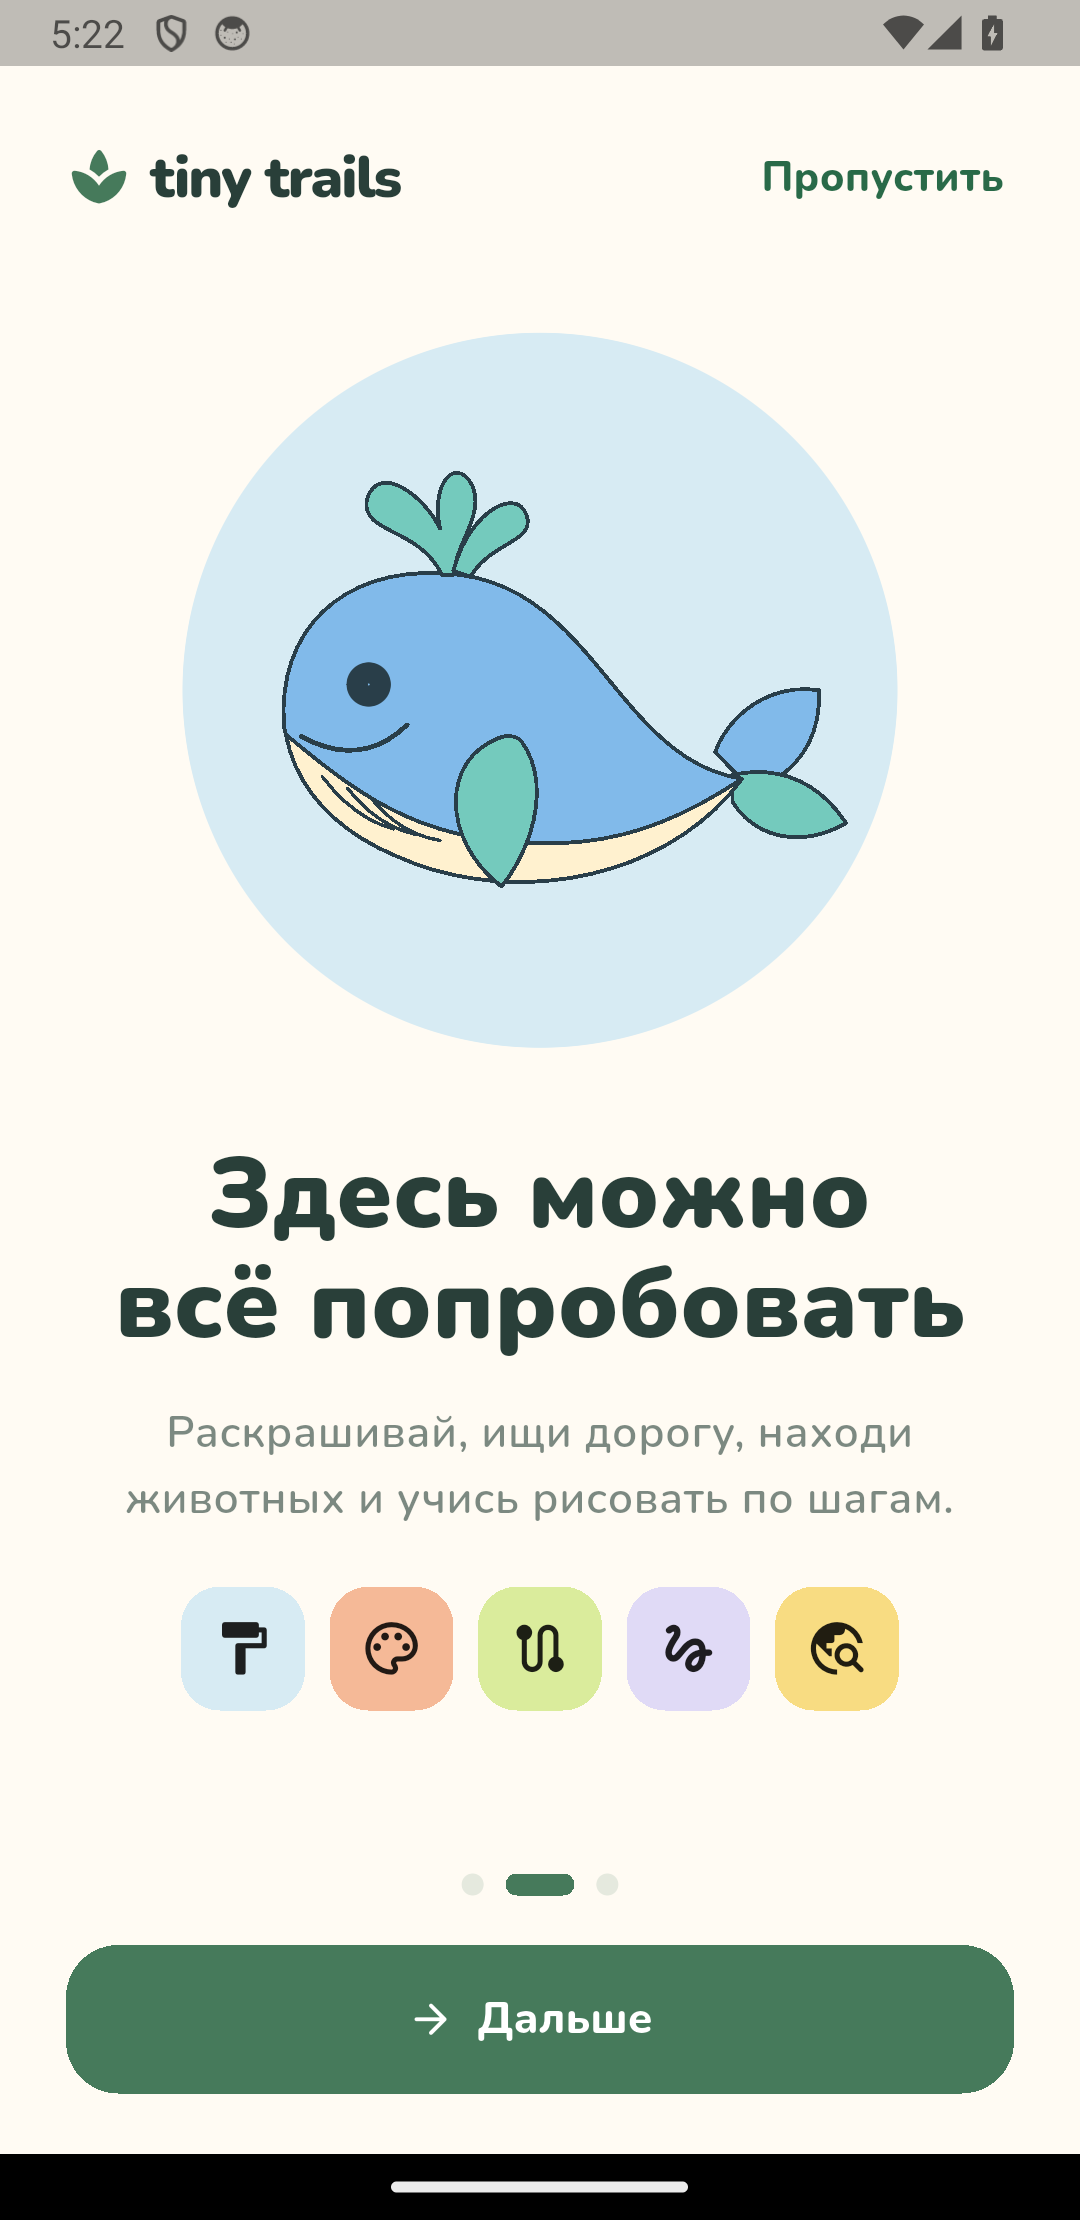 5:22
tiny trails
Пропустить
Здесь можно
всё попробовать
Раскрашивай, ищи дорогу, находи
животных и учись рисовать по шагам.
Дальше